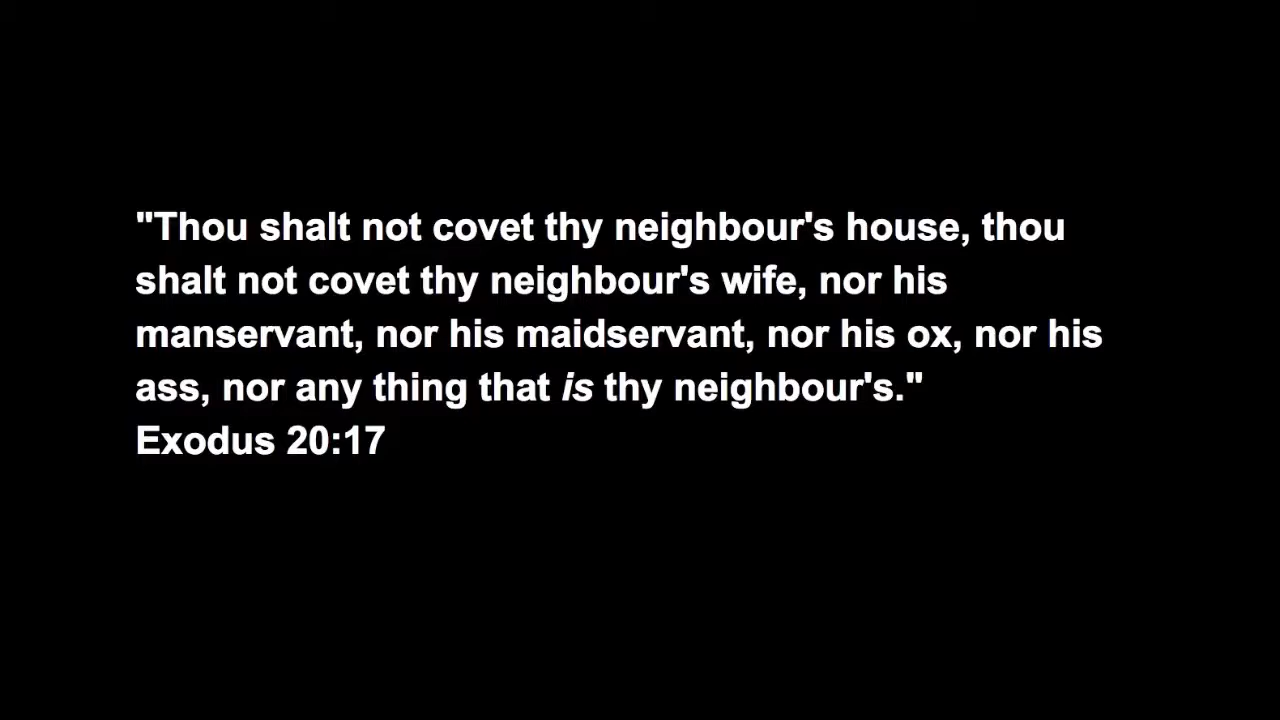 "Thou shalt not covet thy neighbour's house, thou
shalt not covet thy neighbour's wife, nor his
manservant, nor his maidservant, nor his ox, nor his
ass, nor any thing that is thy neighbour's."
Exodus 20:17